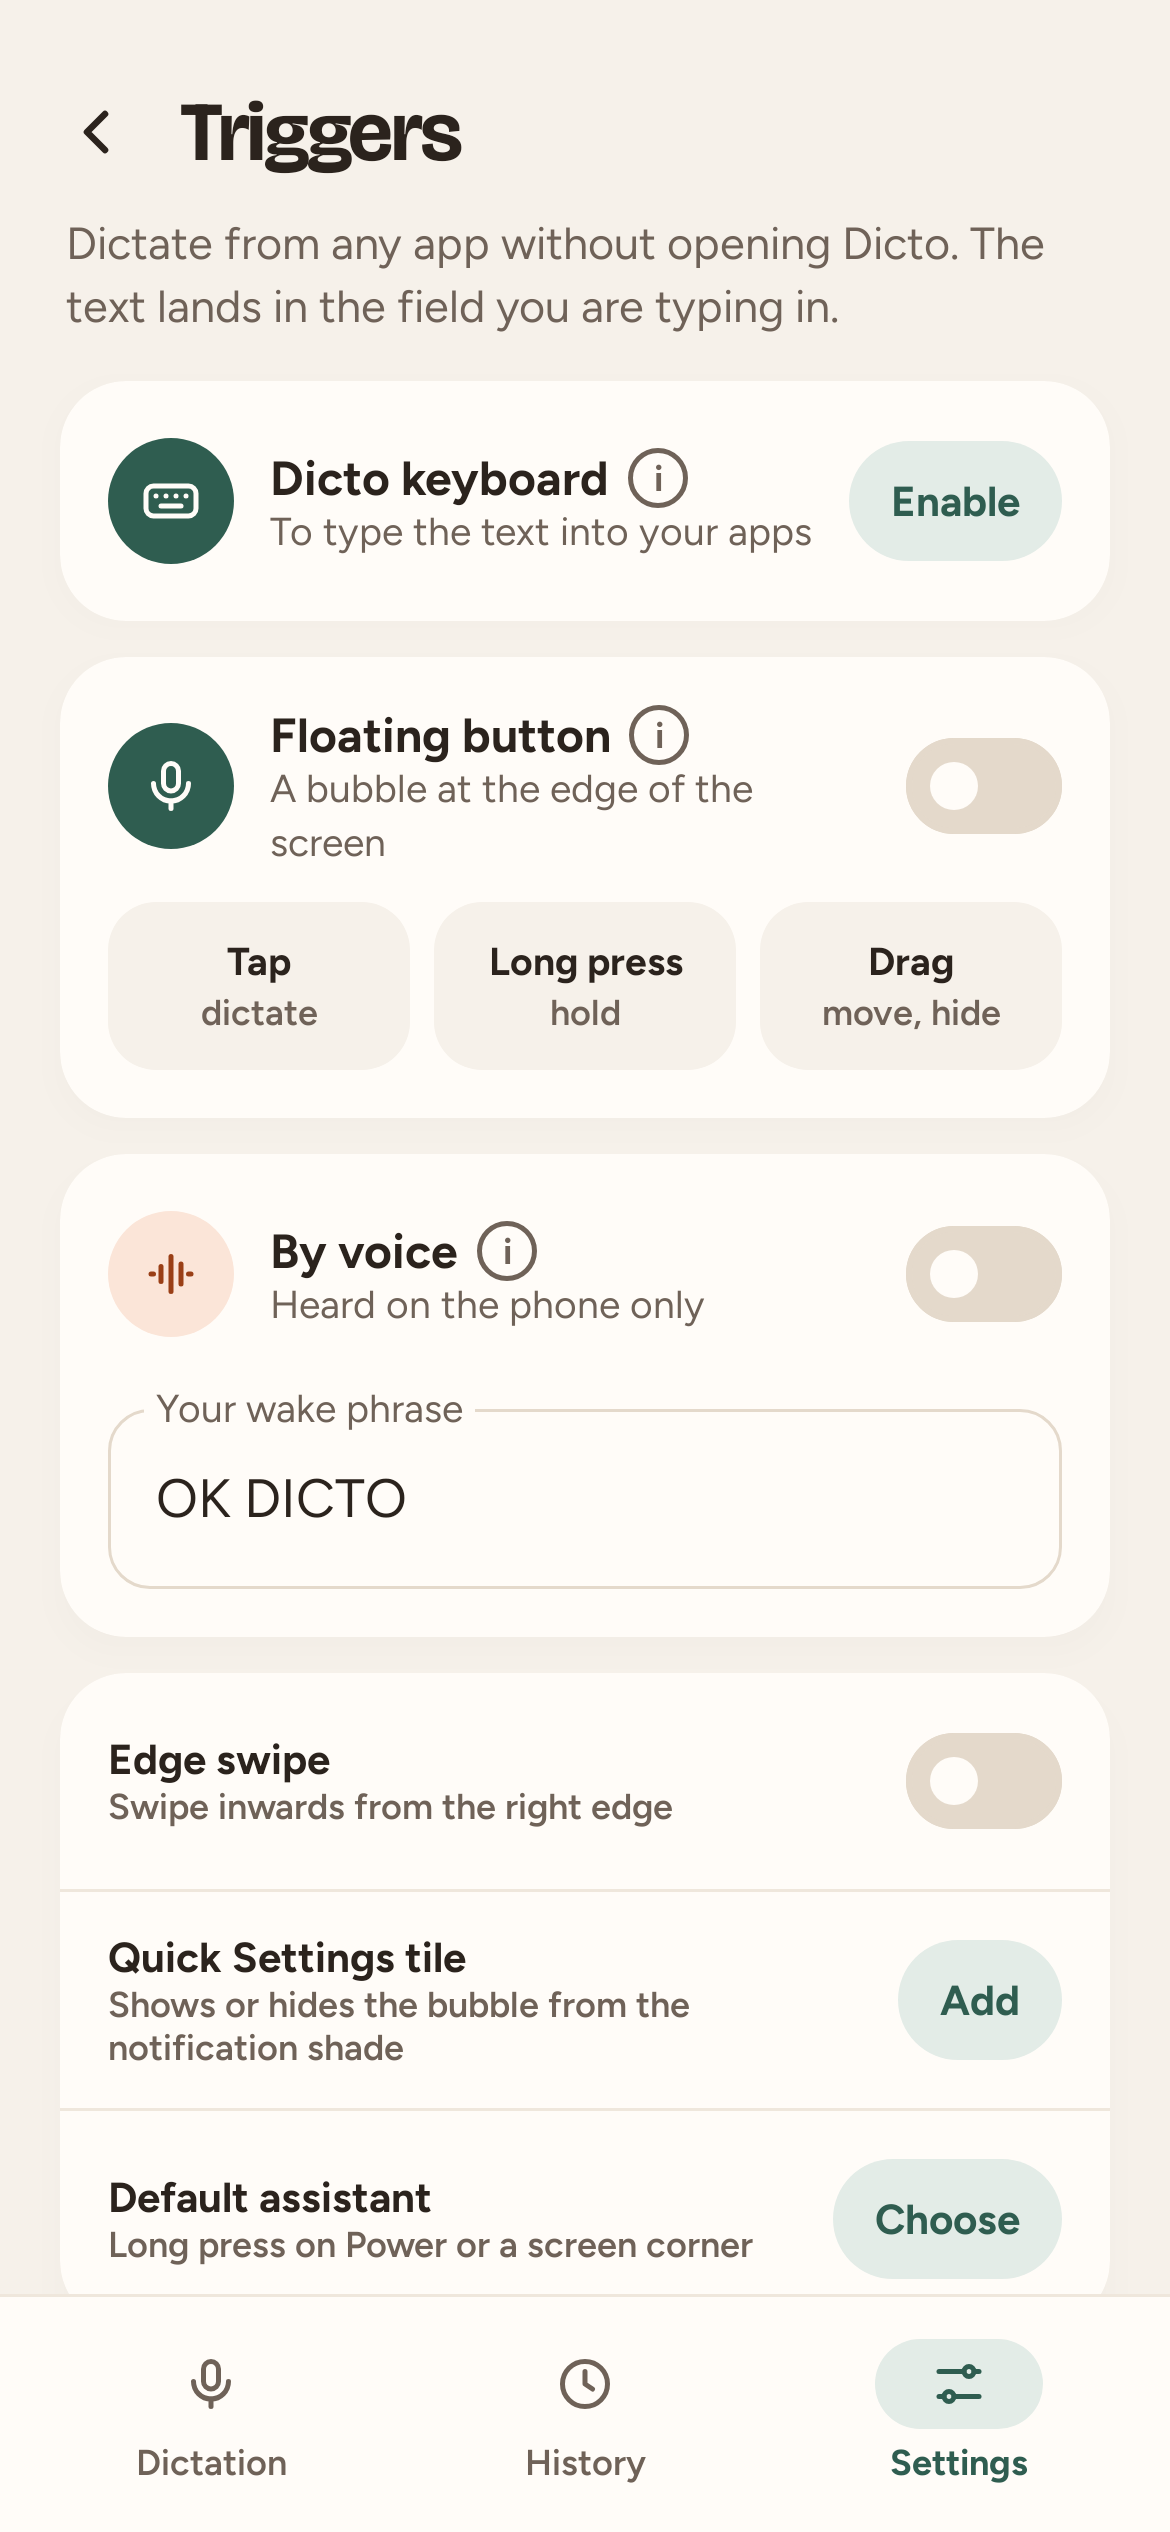 Triggers
Dictate from any app without opening Dicto. The
text lands in the field you are typing in.
Dicto keyboard i
To type the text into your apps
Enable
Floating button i
A bubble at the edge of the
screen
Tap
dictate
Long press
hold
Drag
move, hide
By voice i
Heard on the phone only
Your wake phrase
OK DICTO
Edge swipe
Swipe inwards from the right edge
Quick Settings tile
Shows or hides the bubble from the
notification shade
Add
Default assistant
Long press on Power or a screen corner
Choose
Dictation
History
Settings